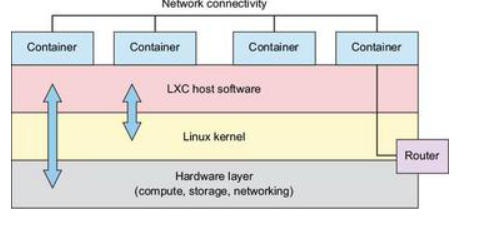 Network connectivity
Container
Container
Container
Container
LXC host software
Linux kernel
Router
Hardware layer
(compute, storage, networking)